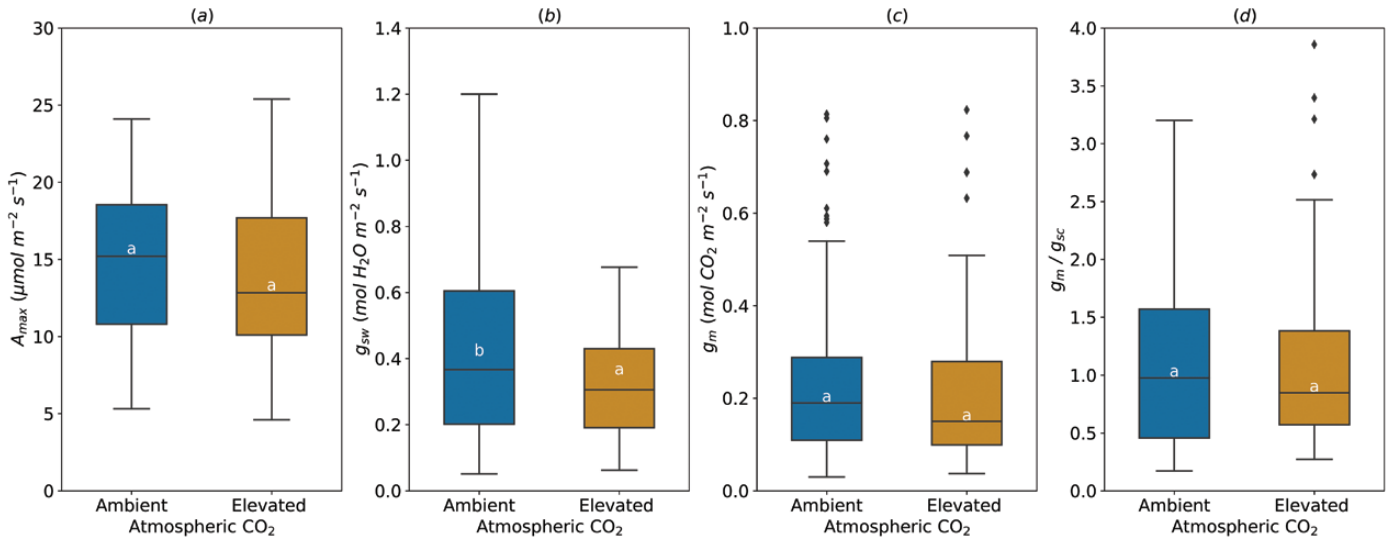 (a)
30
25
20
15
10
5
0
A_max (μmol m⁻² s⁻¹)
a
a
Ambient
Elevated
Atmospheric CO₂
(b)
1.4
1.2
1.0
0.8
0.6
0.4
0.2
0.0
g_sw (mol H₂O m⁻² s⁻¹)
b
a
Ambient
Elevated
Atmospheric CO₂
(c)
1.0
0.8
0.6
0.4
0.2
0.0
g_m (mol CO₂ m⁻² s⁻¹)
a
a
Ambient
Elevated
Atmospheric CO₂
(d)
4.0
3.5
3.0
2.5
2.0
1.5
1.0
0.5
0.0
g_m / g_sc
a
a
Ambient
Elevated
Atmospheric CO₂